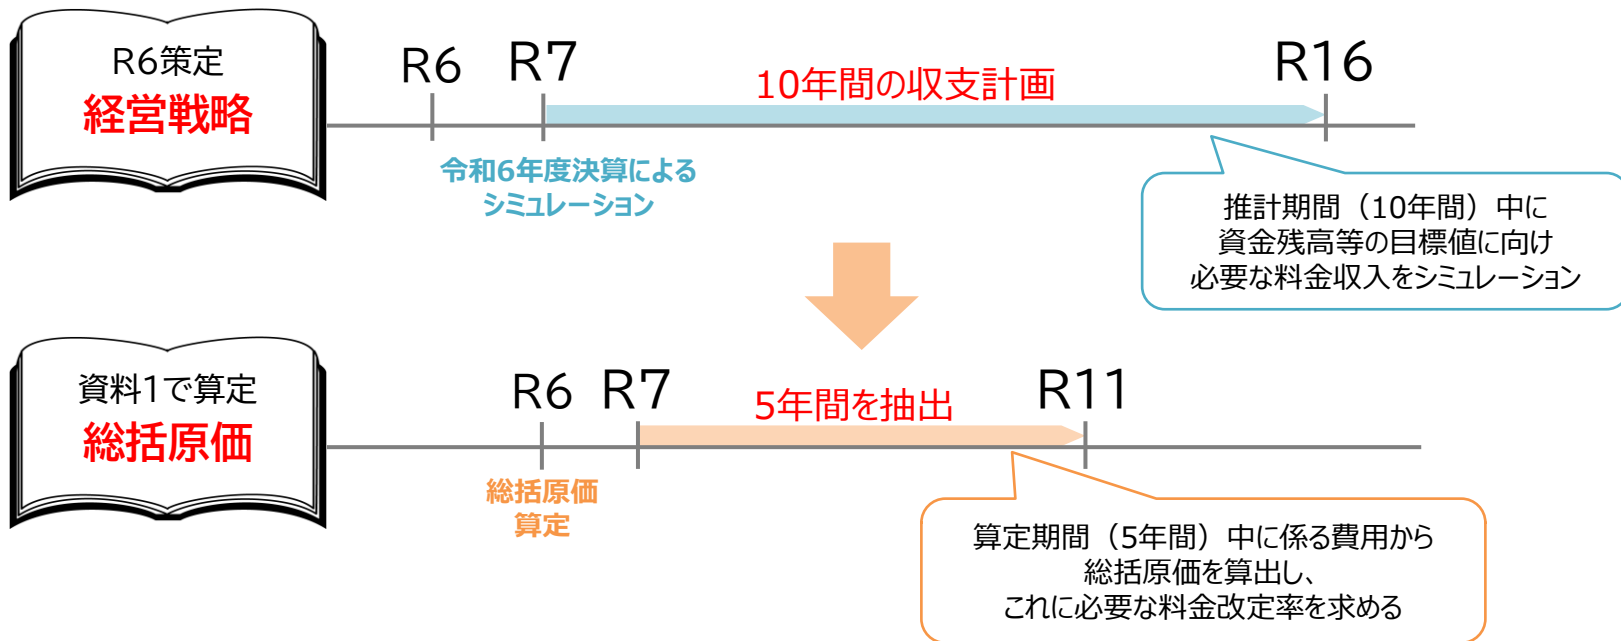 R6策定
経営戦略
R6
R7
10年間の収支計画
R16
令和6年度決算による
シミュレーション
推計期間（10年間）中に
資金残高等の目標値に向け
必要な料金収入をシミュレーション
資料1で算定
総括原価
R6
R7
5年間を抽出
R11
総括原価
算定
算定期間（5年間）中に係る費用から
総括原価を算出し、
これに必要な料金改定率を求める